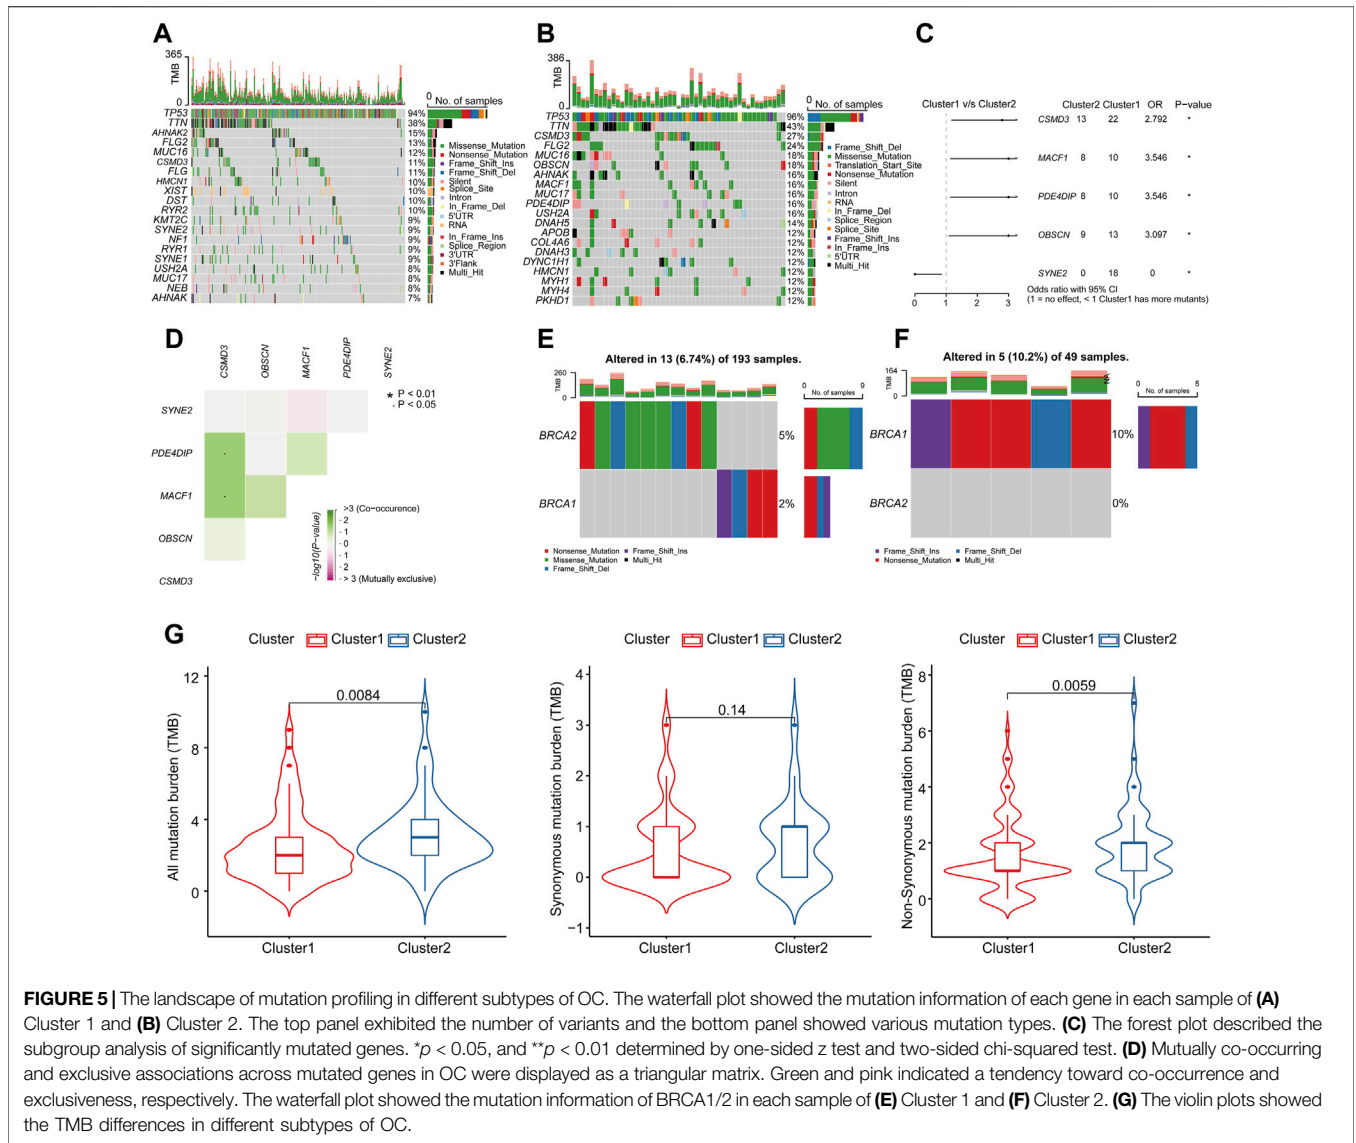 A
365
TMB
0
No. of samples
TP53 94%
TTN 38%
AHNAK2 15%
FLG2 13%
MUC16 12%
CSMD3 11%
FLG 11%
HMCN1 10%
XIST 10%
DST 10%
RYR2 10%
KMT2C 9%
SYNE2 9%
NF1 9%
RYR1 9%
SYNE1 9%
USH2A 8%
MUC17 8%
NEB 8%
AHNAK 7%
Missense_Mutation
Nonsense_Mutation
Frame_Shift_Ins
Frame_Shift_Del
Silent
Splice_Site
Intron
In_Frame_Del
5'UTR
RNA
In_Frame_Ins
Splice_Region
3'UTR
3'Flank
Multi_Hit
B
386
TMB
0
0
No. of samples
TP53 96%
TTN 43%
CSMD3 27%
FLG2 24%
MUC16 18%
OBSCN 18%
AHNAK 16%
MACF1 16%
MUC17 16%
PDE4DIP 16%
USH2A 16%
DNAH5 14%
APOB 12%
COL4A6 12%
DNAH3 12%
DYNC1H1 12%
HMCN1 12%
MYH1 12%
MYH4 12%
PKHD1 12%
Frame_Shift_Del
Missense_Mutation
Translation_Start_Site
Nonsense_Mutation
Silent
Intron
RNA
In_Frame_Del
Splice_Region
Splice_Site
Frame_Shift_Ins
In_Frame_Ins
5'UTR
Multi_Hit
C
Cluster1 v/s Cluster2 Cluster2 Cluster1 OR P−value
CSMD3 13 22 2.792 *
MACF1 8 10 3.546 *
PDE4DIP 8 10 3.546 *
OBSCN 9 13 3.097 *
SYNE2 0 18 0 *
0 1 2 3
Odds ratio with 95% CI
(1 = no effect, < 1 Cluster1 has more mutants)
D
CSMD3 OBSCN MACF1 PDE4DIP SYNE2
SYNE2
PDE4DIP
MACF1
OBSCN
CSMD3
* P < 0.01
· P < 0.05
−log10(P−value)
>3 (Co−occurence)
2
1
0
1
2
> 3 (Mutually exclusive)
E
Altered in 13 (6.74%) of 193 samples.
260
TMB
0
0 9
No. of samples
BRCA2 5%
BRCA1 2%
Nonsense_Mutation Frame_Shift_Ins
Missense_Mutation Multi_Hit
Frame_Shift_Del
F
Altered in 5 (10.2%) of 49 samples.
164
TMB
0
0 5
No. of samples
BRCA1 10%
BRCA2 0%
Frame_Shift_Ins Frame_Shift_Del
Nonsense_Mutation Multi_Hit
G
Cluster Cluster1 Cluster2
All mutation burden (TMB)
12
8
4
0
0.0084
Cluster1 Cluster2
Cluster Cluster1 Cluster2
Synonymous mutation burden (TMB)
4
3
2
1
0
−1
0.14
Cluster1 Cluster2
Cluster Cluster1 Cluster2
Non-Synonymous mutation burden (TMB)
8
6
4
2
0
0.0059
Cluster1 Cluster2
FIGURE 5 | The landscape of mutation profiling in different subtypes of OC. The waterfall plot showed the mutation information of each gene in each sample of (A)
Cluster 1 and (B) Cluster 2. The top panel exhibited the number of variants and the bottom panel showed various mutation types. (C) The forest plot described the
subgroup analysis of significantly mutated genes. *p < 0.05, and **p < 0.01 determined by one-sided z test and two-sided chi-squared test. (D) Mutually co-occurring
and exclusive associations across mutated genes in OC were displayed as a triangular matrix. Green and pink indicated a tendency toward co-occurrence and
exclusiveness, respectively. The waterfall plot showed the mutation information of BRCA1/2 in each sample of (E) Cluster 1 and (F) Cluster 2. (G) The violin plots showed
the TMB differences in different subtypes of OC.